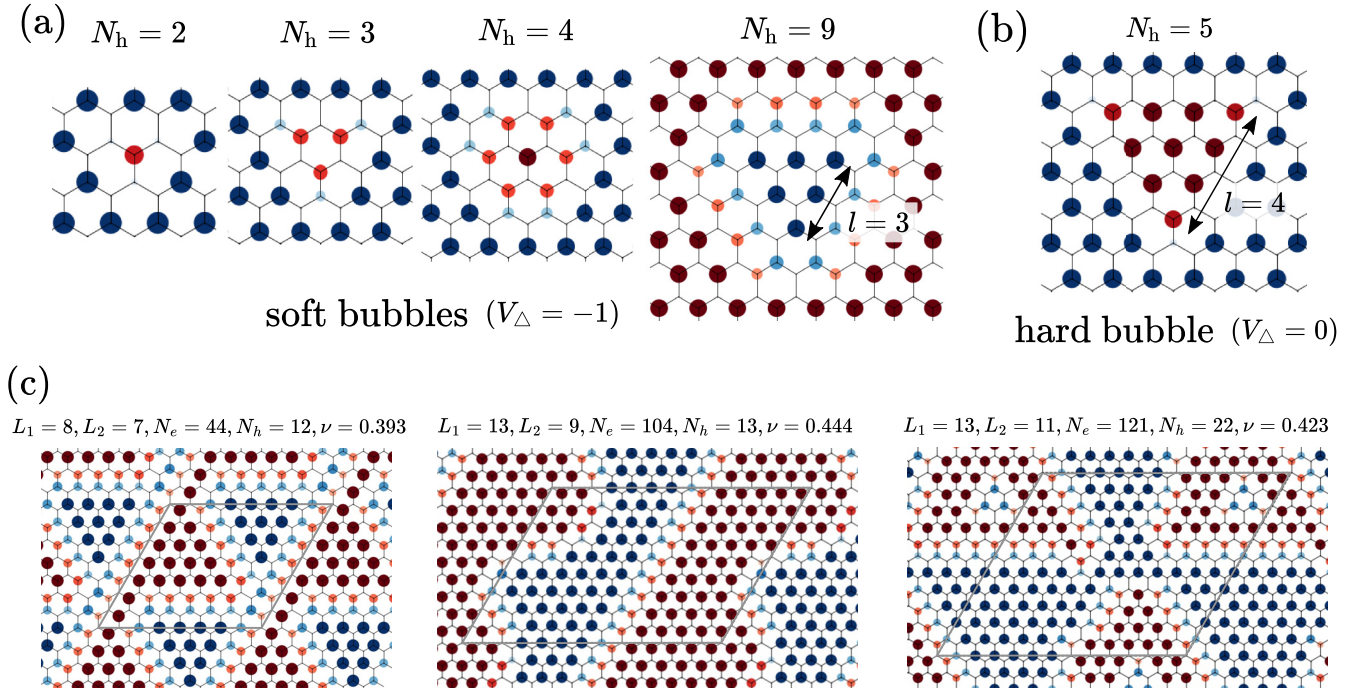 (a)
N_h = 2
N_h = 3
N_h = 4
N_h = 9
(b)
N_h = 5
l = 3
l = 4
soft bubbles (V_△ = −1)
hard bubble (V_△ = 0)
(c)
L_1 = 8, L_2 = 7, N_e = 44, N_h = 12, ν = 0.393
L_1 = 13, L_2 = 9, N_e = 104, N_h = 13, ν = 0.444
L_1 = 13, L_2 = 11, N_e = 121, N_h = 22, ν = 0.423